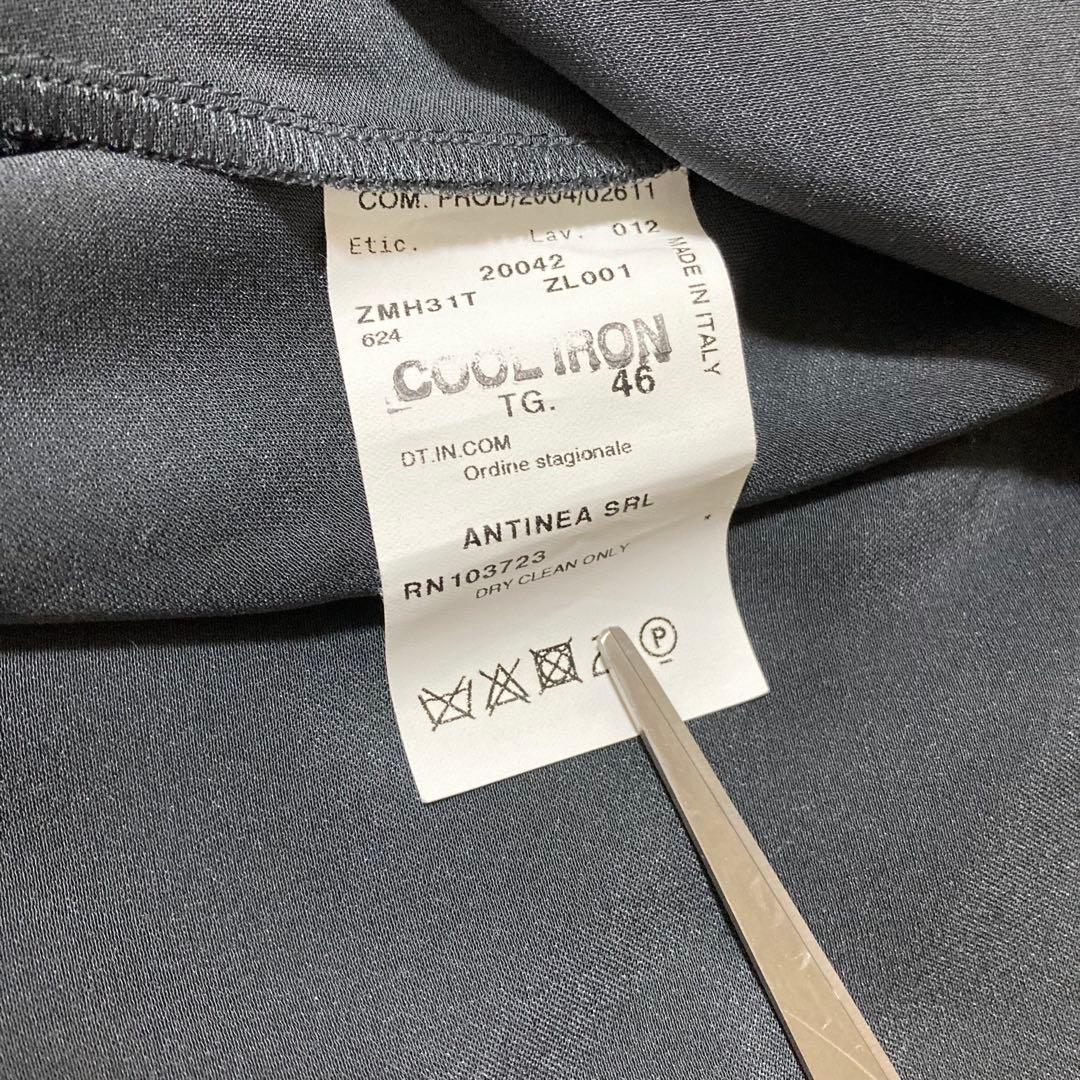 COM. PROD/2004/02611
Etic. Lav. 012
20042
ZMH31T ZL001
624
COOL IRON
TG. 46
MADE IN ITALY
DT.IN.COM
Ordine stagionale
ANTINEA SRL
RN103723
DRY CLEAN ONLY
P